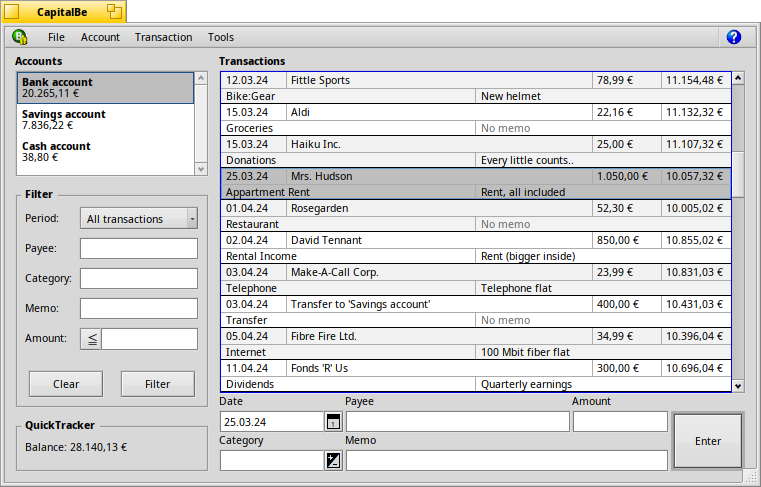 CapitalBe
File Account Transaction Tools
Accounts
Bank account
20.265,11 €
Savings account
7.836,22 €
Cash account
38,80 €
Filter
Period: All transactions
Payee:
Category:
Memo:
Amount: ≦
Clear Filter
QuickTracker
Balance: 28.140,13 €
Transactions
12.03.24 Fittle Sports 78,99 € 11.154,48 €
Bike:Gear New helmet
15.03.24 Aldi 22,16 € 11.132,32 €
Groceries No memo
15.03.24 Haiku Inc. 25,00 € 11.107,32 €
Donations Every little counts..
25.03.24 Mrs. Hudson 1.050,00 € 10.057,32 €
Appartment Rent Rent, all included
01.04.24 Rosegarden 52,30 € 10.005,02 €
Restaurant No memo
02.04.24 David Tennant 850,00 € 10.855,02 €
Rental Income Rent (bigger inside)
03.04.24 Make-A-Call Corp. 23,99 € 10.831,03 €
Telephone Telephone flat
03.04.24 Transfer to 'Savings account' 400,00 € 10.431,03 €
Transfer No memo
05.04.24 Fibre Fire Ltd. 34,99 € 10.396,04 €
Internet 100 Mbit fiber flat
11.04.24 Fonds 'R' Us 300,00 € 10.696,04 €
Dividends Quarterly earnings
Date Payee Amount
25.03.24
Category Memo
Enter